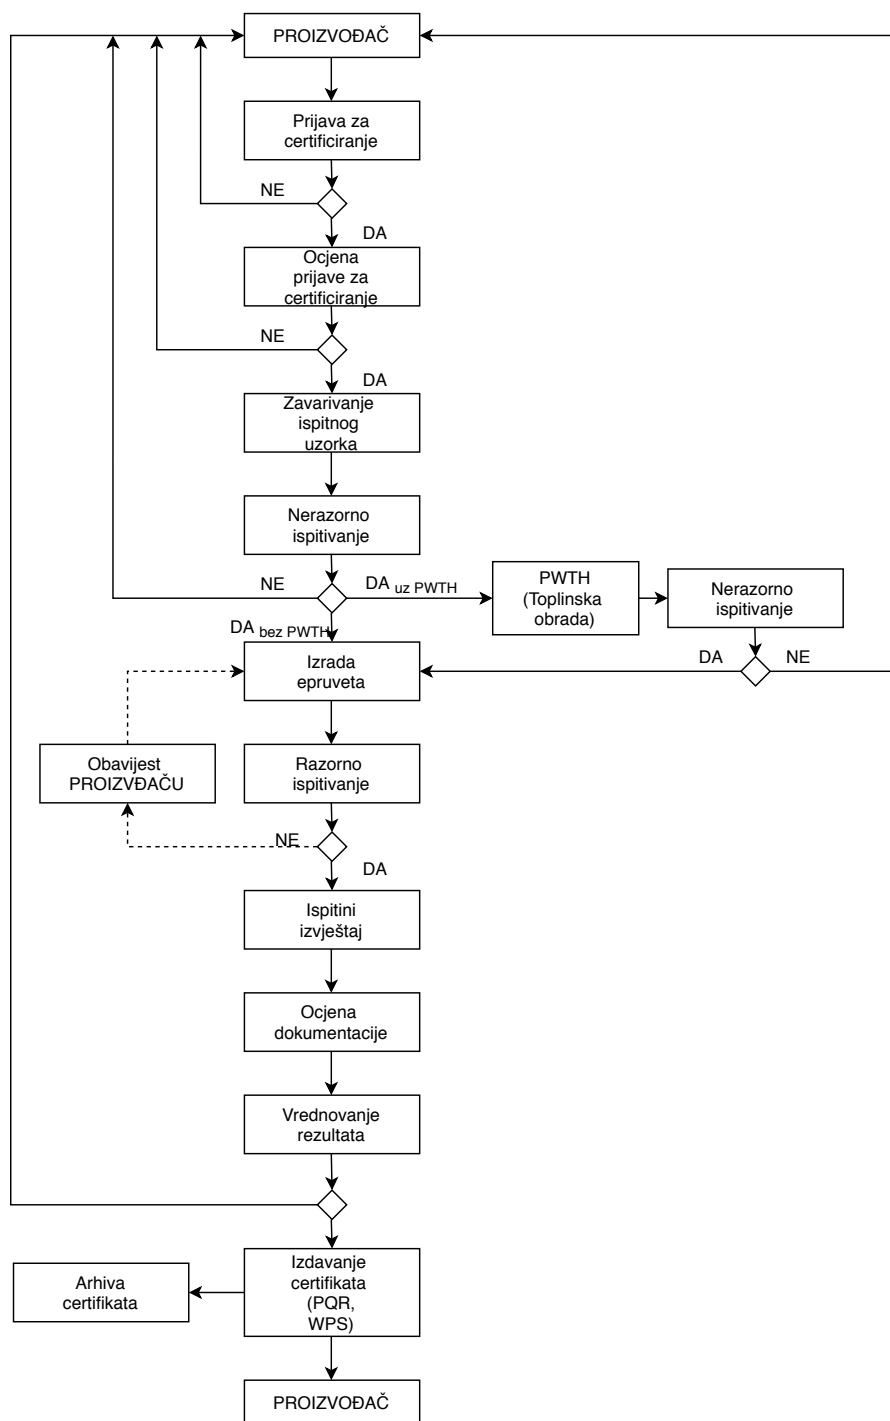 PROIZVOĐAČ
Prijava za
certificiranje
NE
DA
Ocjena
prijave za
certificiranje
NE
DA
Zavarivanje
ispitnog
uzorka
Nerazorno
ispitivanje
NE
DA uz PWTH
PWTH
(Toplinska
obrada)
Nerazorno
ispitivanje
DA bez PWTH
DA
NE
Izrada
epruveta
Obavijest
PROIZVĐAČU
Razorno
ispitivanje
NE
DA
Ispitini
izvještaj
Ocjena
dokumentacije
Vrednovanje
rezultata
Arhiva
certifikata
Izdavanje
certifikata
(PQR,
WPS)
PROIZVOĐAČ